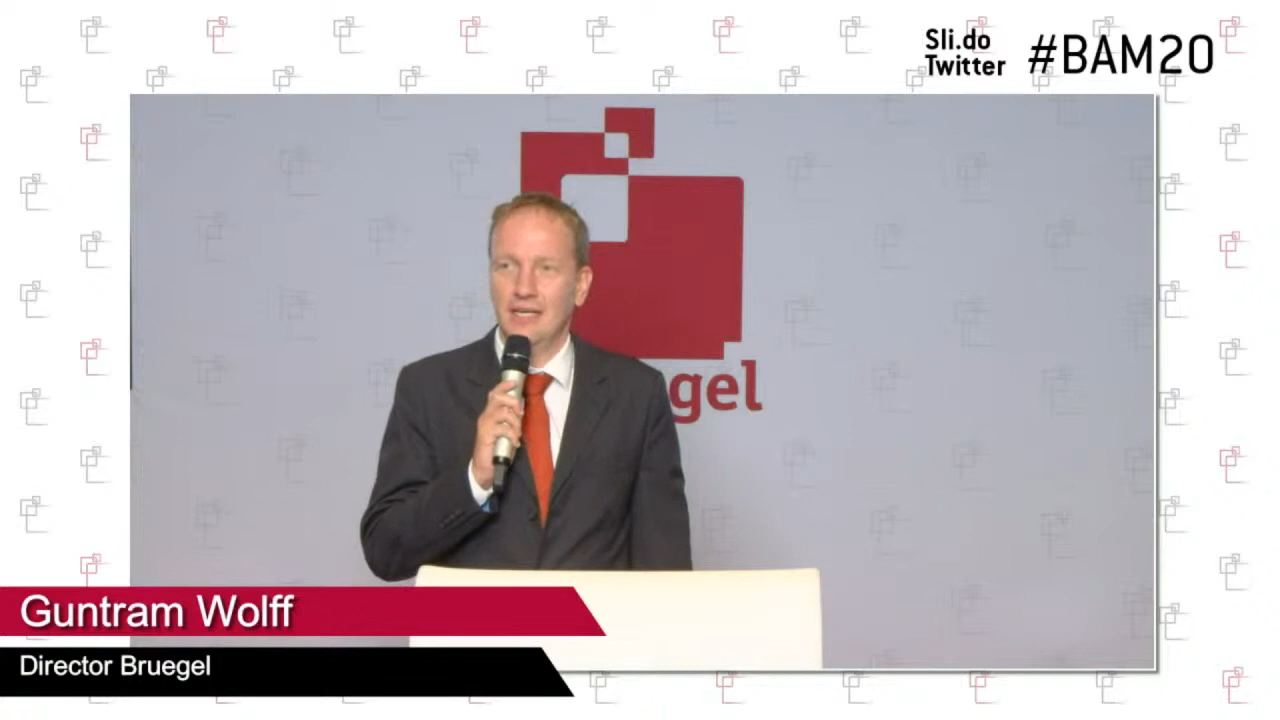 Sli.do
Twitter
#BAM20
gel
Guntram Wolff
Director Bruegel